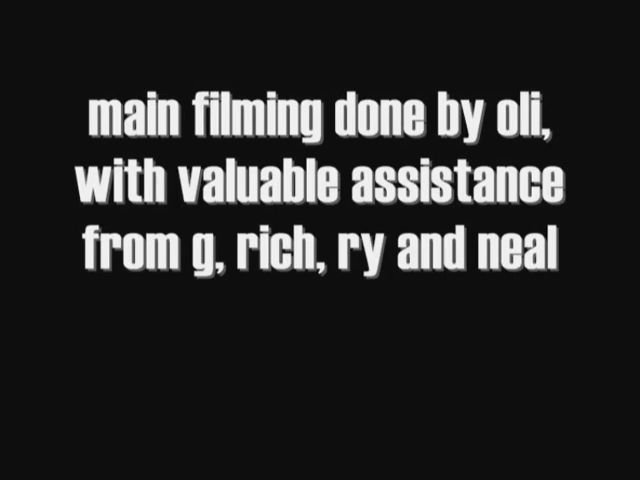 main filming done by oli,
with valuable assistance
from g, rich, ry and neal